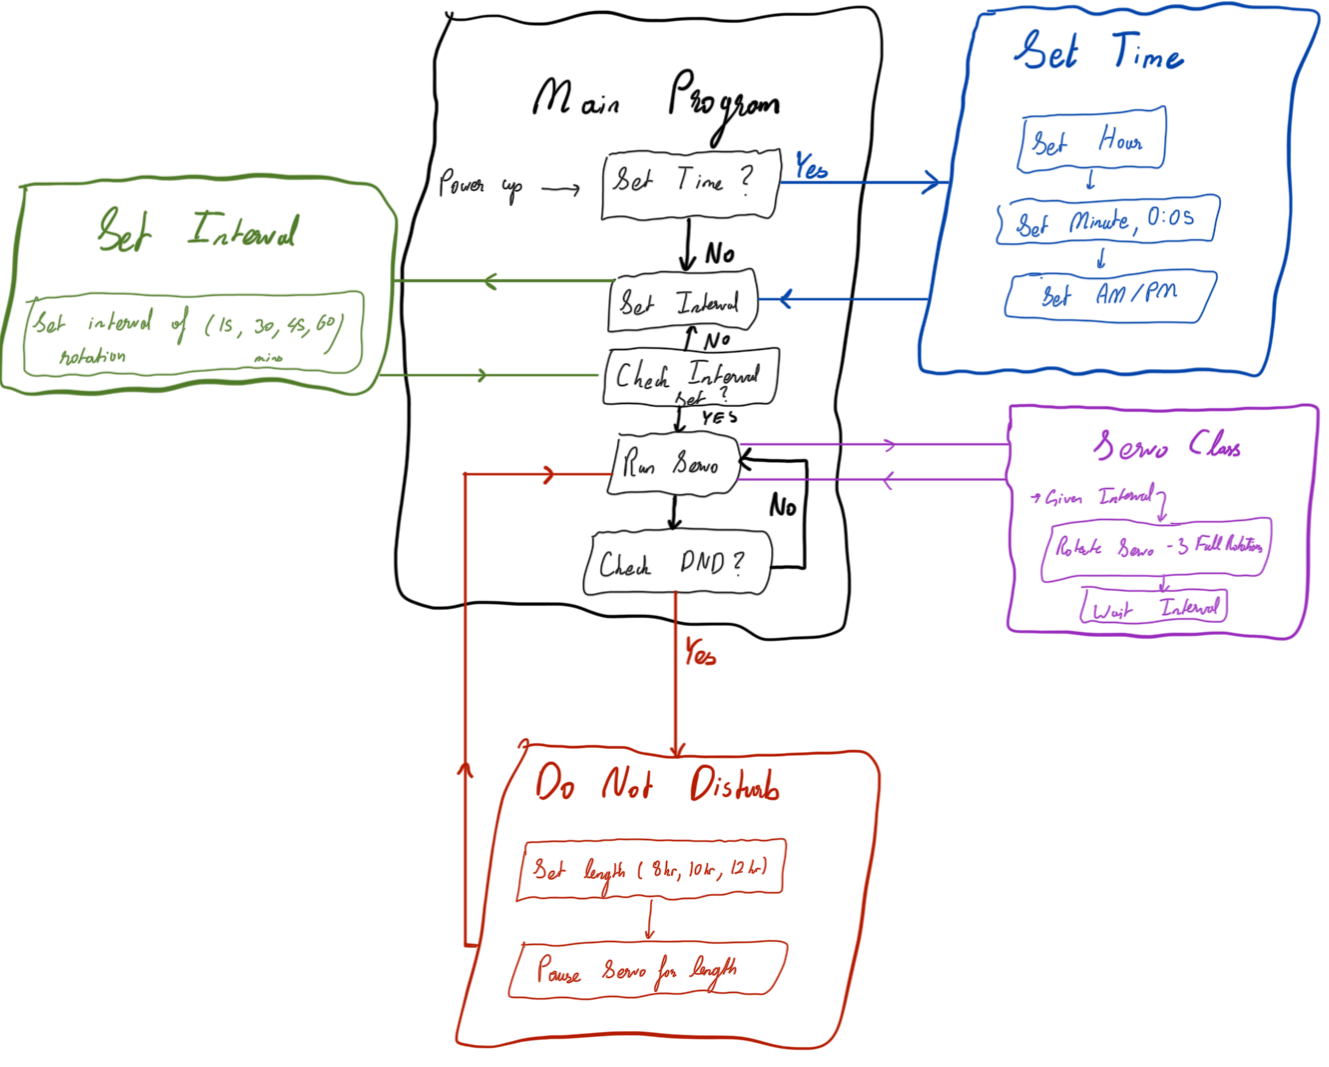 Main Program
Power up
Set Time ?
Yes
No
Set Interval
No
Check Interval
set ?
YES
Run Servo
No
Check DND ?
Yes
Set Time
Set Hour
Set Minute, 0:05
Set AM/PM
Set Interval
Set interval of (15, 30, 45, 60)
rotation mins
Servo Class
Given Interval
Rotate Servo - 3 Full Rotations
Wait Interval
Do Not Disturb
Set length ( 8hr, 10hr, 12hr)
Pause Servo for length